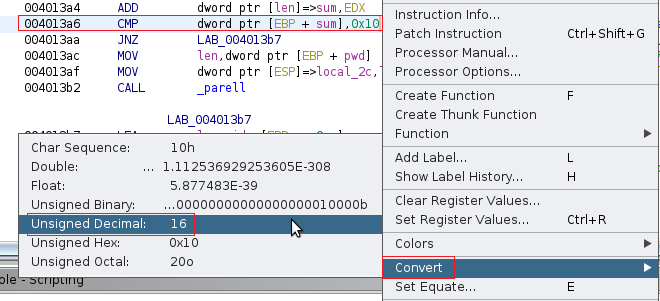 004013a4 ADD dword ptr [len]=>sum,EDX
004013a6 CMP dword ptr [EBP + sum],0x10
004013aa JNZ LAB_004013b7
004013ac MOV len,dword ptr [EBP + pwd]
004013af MOV dword ptr [ESP]=>local_2c,
004013b2 CALL _parell
LAB_004013b7
Char Sequence: 10h
Double: ... 1.112536929253605E-308
Float: 5.877483E-39
Unsigned Binary: ...00000000000000000010000b
Unsigned Decimal: 16
Unsigned Hex: 0x10
Unsigned Octal: 20o
ole - Scripting
Instruction Info...
Patch Instruction Ctrl+Shift+G
Processor Manual...
Processor Options...
Create Function F
Create Thunk Function
Function
Add Label... L
Show Label History... H
Clear Register Values...
Set Register Values... Ctrl+R
Colors
Convert
Set Equate... E